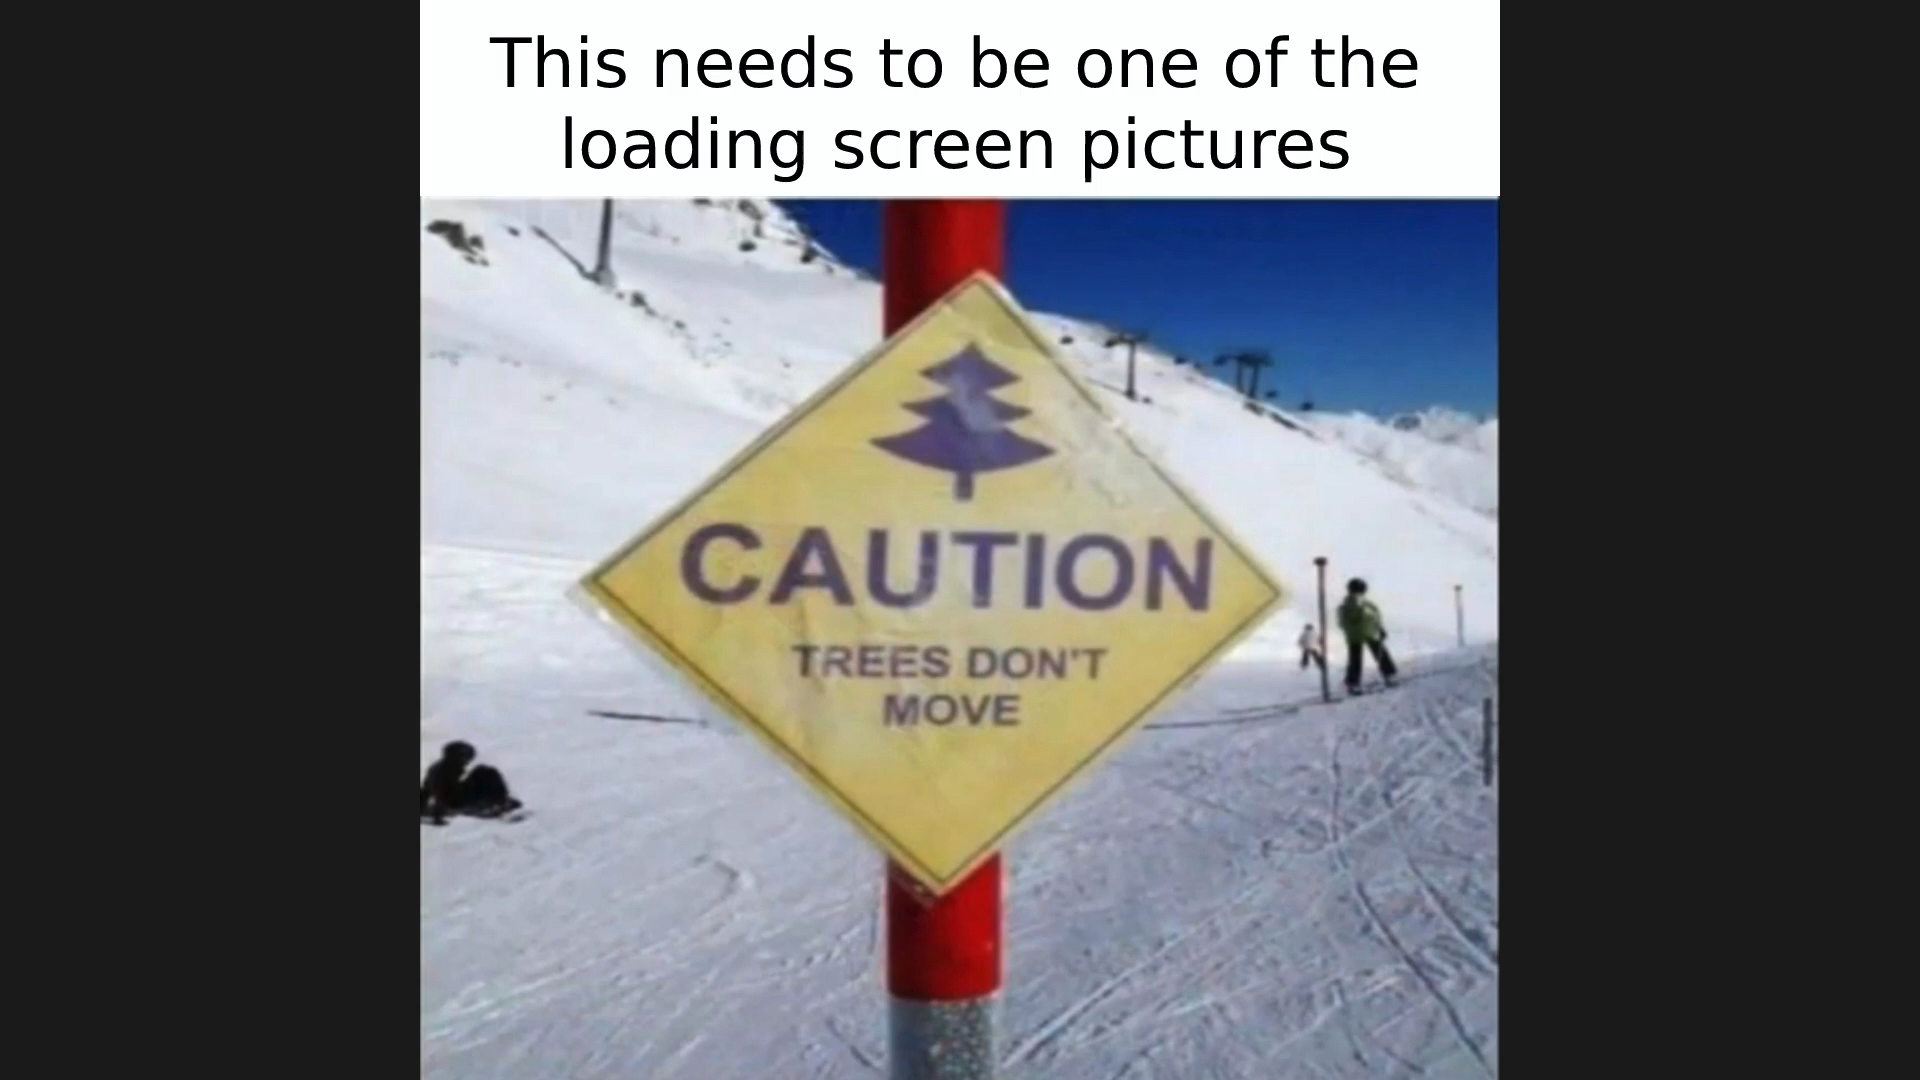 This needs to be one of the
loading screen pictures
CAUTION
TREES DON'T
MOVE